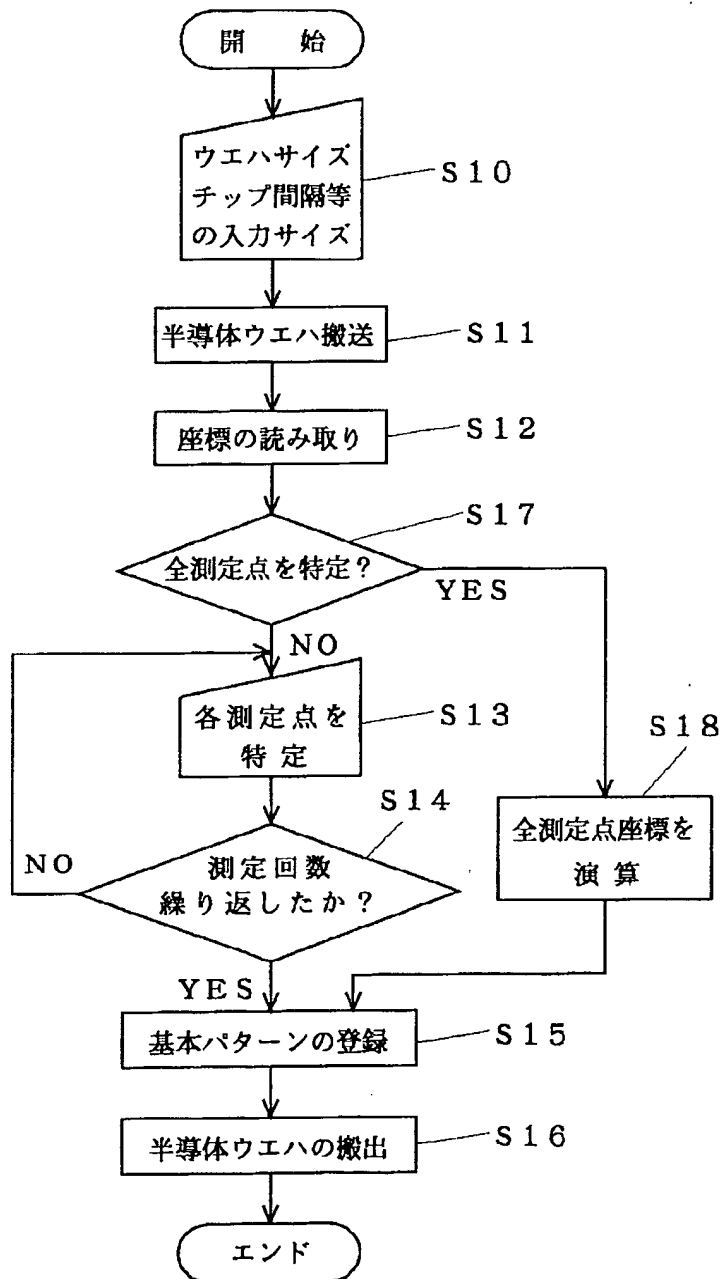 開 始
ウエハサイズ
チップ間隔等
の入力サイズ
S10
半導体ウエハ搬送
S11
座標の読み取り
S12
S17
全測定点を特定?
YES
NO
各測定点を
特定
S13
S18
S14
全測定点座標を
演算
NO
測定回数
繰り返したか?
YES
基本パターンの登録
S15
半導体ウエハの搬出
S16
エンド